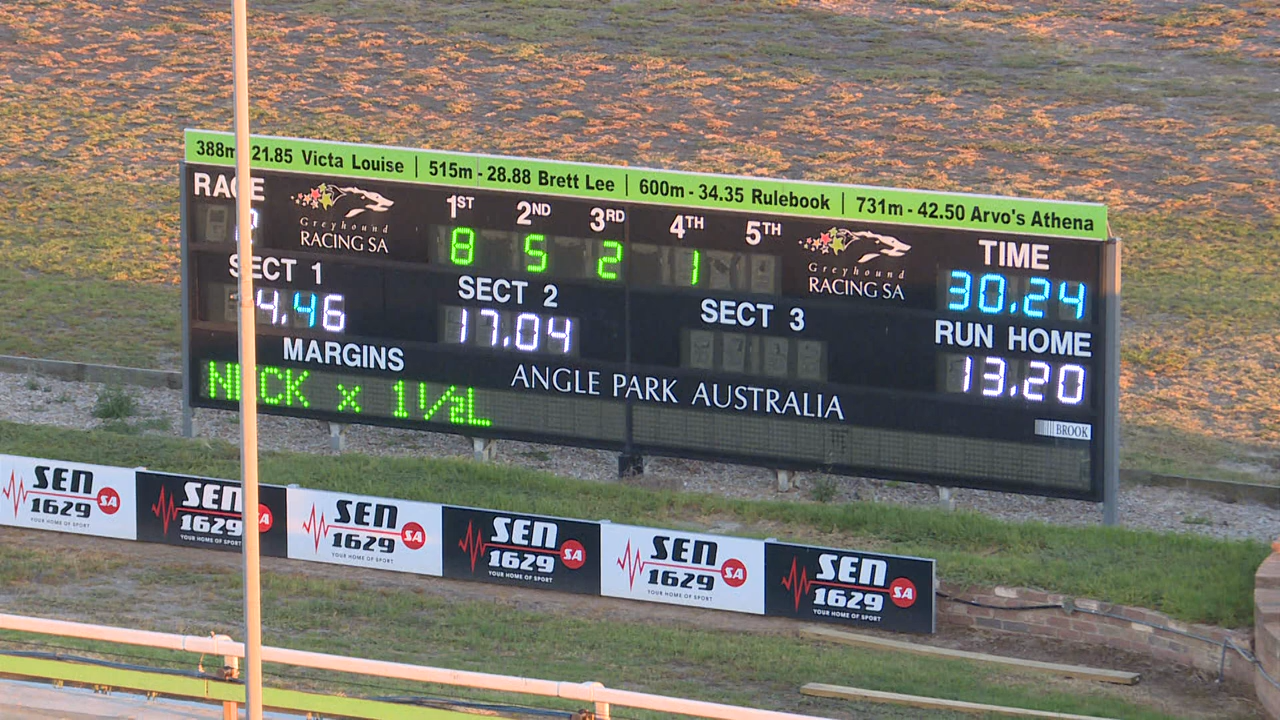 388m 21.85 Victa Louise | 515m - 28.88 Brett Lee | 600m - 34.35 Rulebook | 731m - 42.50 Arvo's Athena
RACE
Greyhound
RACING SA
1ST 2ND 3RD 4TH 5TH
8 5 2 1
Greyhound
RACING SA
TIME
30.24
SECT 1
4.46
SECT 2
17.04
SECT 3
RUN HOME
13.20
MARGINS
NECK x 1½L
ANGLE PARK AUSTRALIA
BROOK
SEN SA
1629
YOUR HOME OF SPORT
SEN SA
1629
YOUR HOME OF SPORT
SEN SA
1629
YOUR HOME OF SPORT
SEN SA
1629
YOUR HOME OF SPORT
SEN SA
1629
YOUR HOME OF SPORT
SEN SA
1629
YOUR HOME OF SPORT